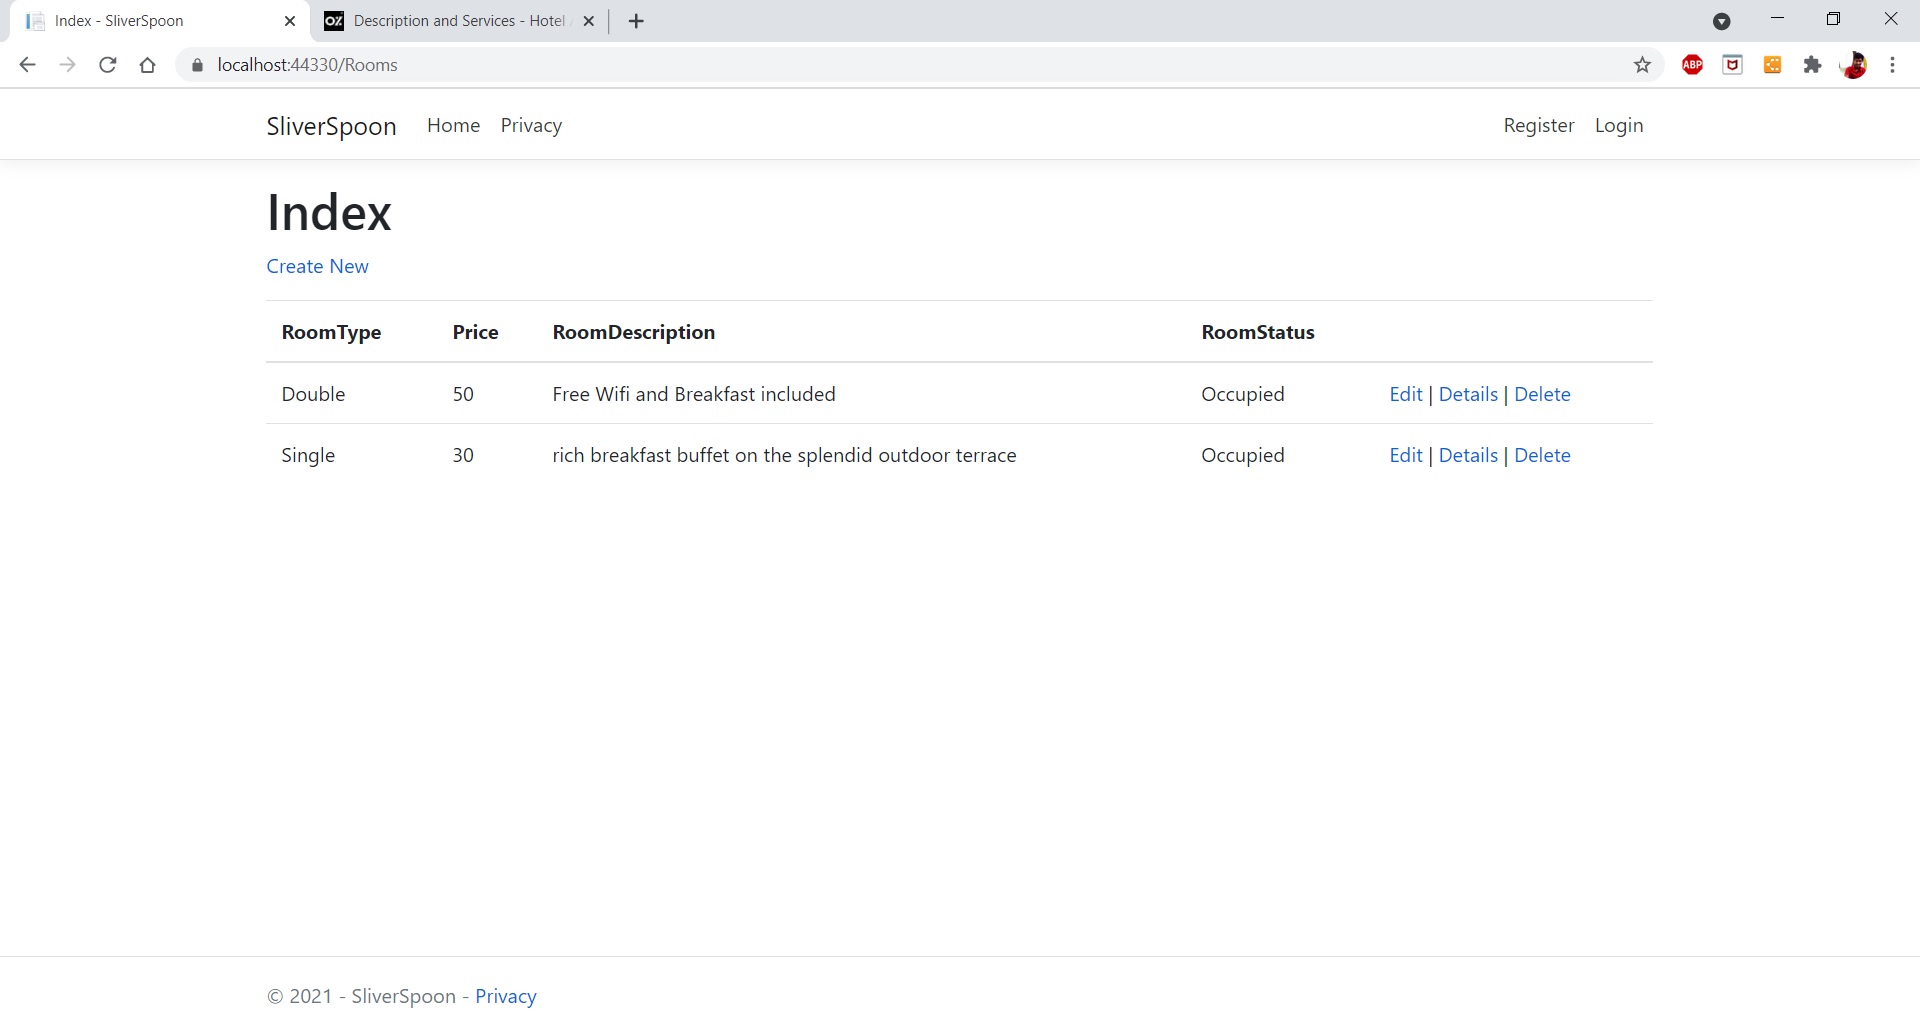 Index - SliverSpoon
Description and Services - Hotel
localhost:44330/Rooms
ABP
SliverSpoon Home Privacy Register Login
Index
Create New
RoomType Price RoomDescription RoomStatus
Double 50 Free Wifi and Breakfast included Occupied Edit | Details | Delete
Single 30 rich breakfast buffet on the splendid outdoor terrace Occupied Edit | Details | Delete
© 2021 - SliverSpoon - Privacy